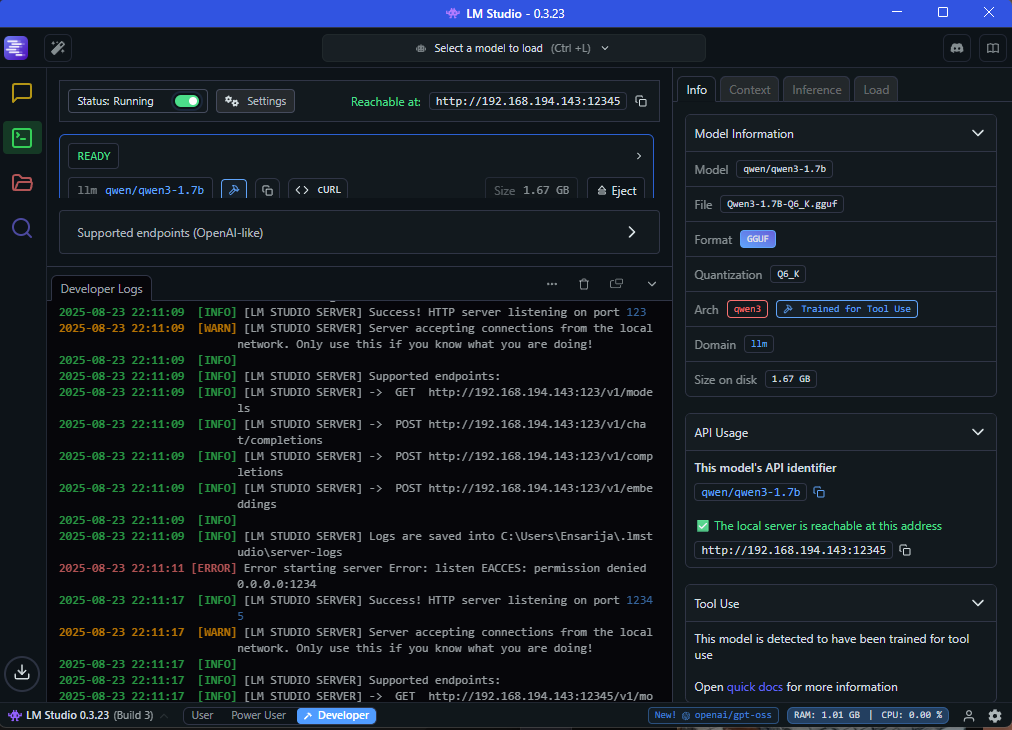 LM Studio - 0.3.23
Select a model to load (Ctrl +L)
Status: Running
Settings
Reachable at:
http://192.168.194.143:12345
READY
llm qwen/qwen3-1.7b
<> cURL
Size 1.67 GB
Eject
Supported endpoints (OpenAI-like)
Developer Logs
2025-08-23 22:11:09 [INFO] [LM STUDIO SERVER] Success! HTTP server listening on port 123
2025-08-23 22:11:09 [WARN] [LM STUDIO SERVER] Server accepting connections from the local
network. Only use this if you know what you are doing!
2025-08-23 22:11:09 [INFO]
2025-08-23 22:11:09 [INFO] [LM STUDIO SERVER] Supported endpoints:
2025-08-23 22:11:09 [INFO] [LM STUDIO SERVER] -> GET http://192.168.194.143:123/v1/mode
ls
2025-08-23 22:11:09 [INFO] [LM STUDIO SERVER] -> POST http://192.168.194.143:123/v1/cha
t/completions
2025-08-23 22:11:09 [INFO] [LM STUDIO SERVER] -> POST http://192.168.194.143:123/v1/comp
letions
2025-08-23 22:11:09 [INFO] [LM STUDIO SERVER] -> POST http://192.168.194.143:123/v1/embe
ddings
2025-08-23 22:11:09 [INFO]
2025-08-23 22:11:09 [INFO] [LM STUDIO SERVER] Logs are saved into C:\Users\Ensarija\.lmst
udio\server-logs
2025-08-23 22:11:11 [ERROR] Error starting server Error: listen EACCES: permission denied
0.0.0.0:1234
2025-08-23 22:11:17 [INFO] [LM STUDIO SERVER] Success! HTTP server listening on port 1234
5
2025-08-23 22:11:17 [WARN] [LM STUDIO SERVER] Server accepting connections from the local
network. Only use this if you know what you are doing!
2025-08-23 22:11:17 [INFO]
2025-08-23 22:11:17 [INFO] [LM STUDIO SERVER] Supported endpoints:
2025-08-23 22:11:17 [INFO] [LM STUDIO SERVER] -> GET http://192.168.194.143:12345/v1/mo
Info
Context
Inference
Load
Model Information
Model qwen/qwen3-1.7b
File Qwen3-1.7B-Q6_K.gguf
Format GGUF
Quantization Q6_K
Arch qwen3 Trained for Tool Use
Domain llm
Size on disk 1.67 GB
API Usage
This model's API identifier
qwen/qwen3-1.7b
The local server is reachable at this address
http://192.168.194.143:12345
Tool Use
This model is detected to have been trained for tool
use
Open quick docs for more information
LM Studio 0.3.23 (Build 3)
User
Power User
Developer
New! openai/gpt-oss
RAM: 1.01 GB | CPU: 0.00 %